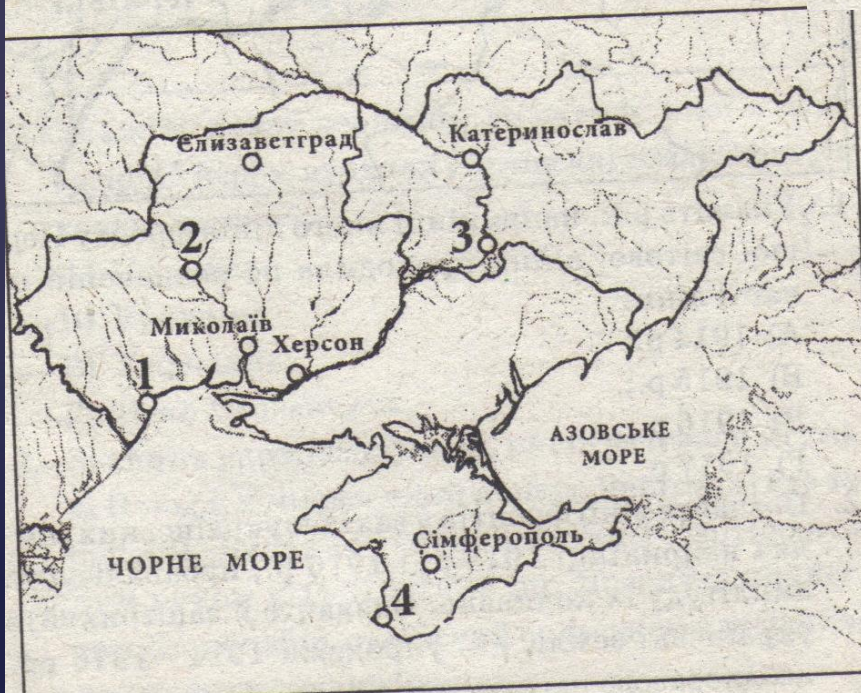 Єлизаветград
Катеринослав
2
3
Миколаїв
Херсон
1
АЗОВСЬКЕ
МОРЕ
ЧОРНЕ МОРЕ
Сімферополь
4